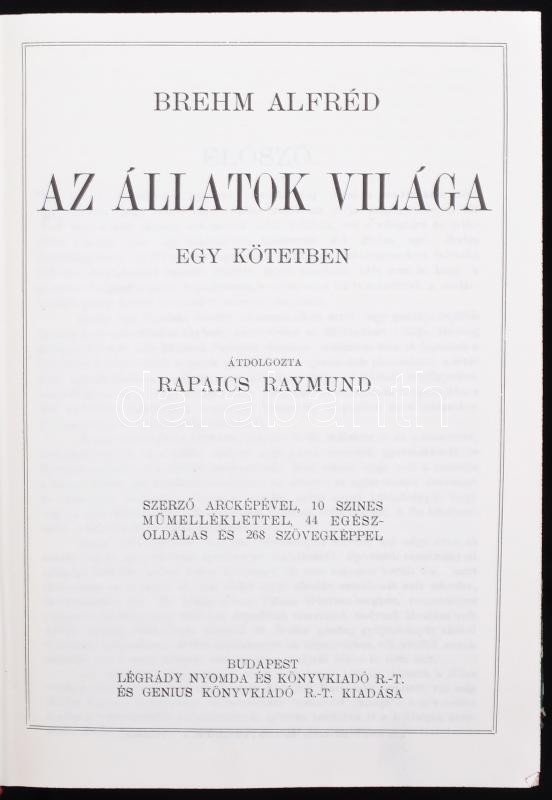 BREHM ALFRÉD
AZ ÁLLATOK VILÁGA
EGY KÖTETBEN
ÁTDOLGOZTA
RAPAICS RAYMUND
darabanth
SZERZŐ ARCKÉPÉVEL, 10 SZINES
MŰMELLÉKLETTEL, 44 EGÉSZ-
OLDALAS ÉS 268 SZÖVEGKÉPPEL
BUDAPEST
LÉGRÁDY NYOMDA ÉS KÖNYVKIADÓ R.-T.
ÉS GENIUS KÖNYVKIADÓ R.-T. KIADÁSA